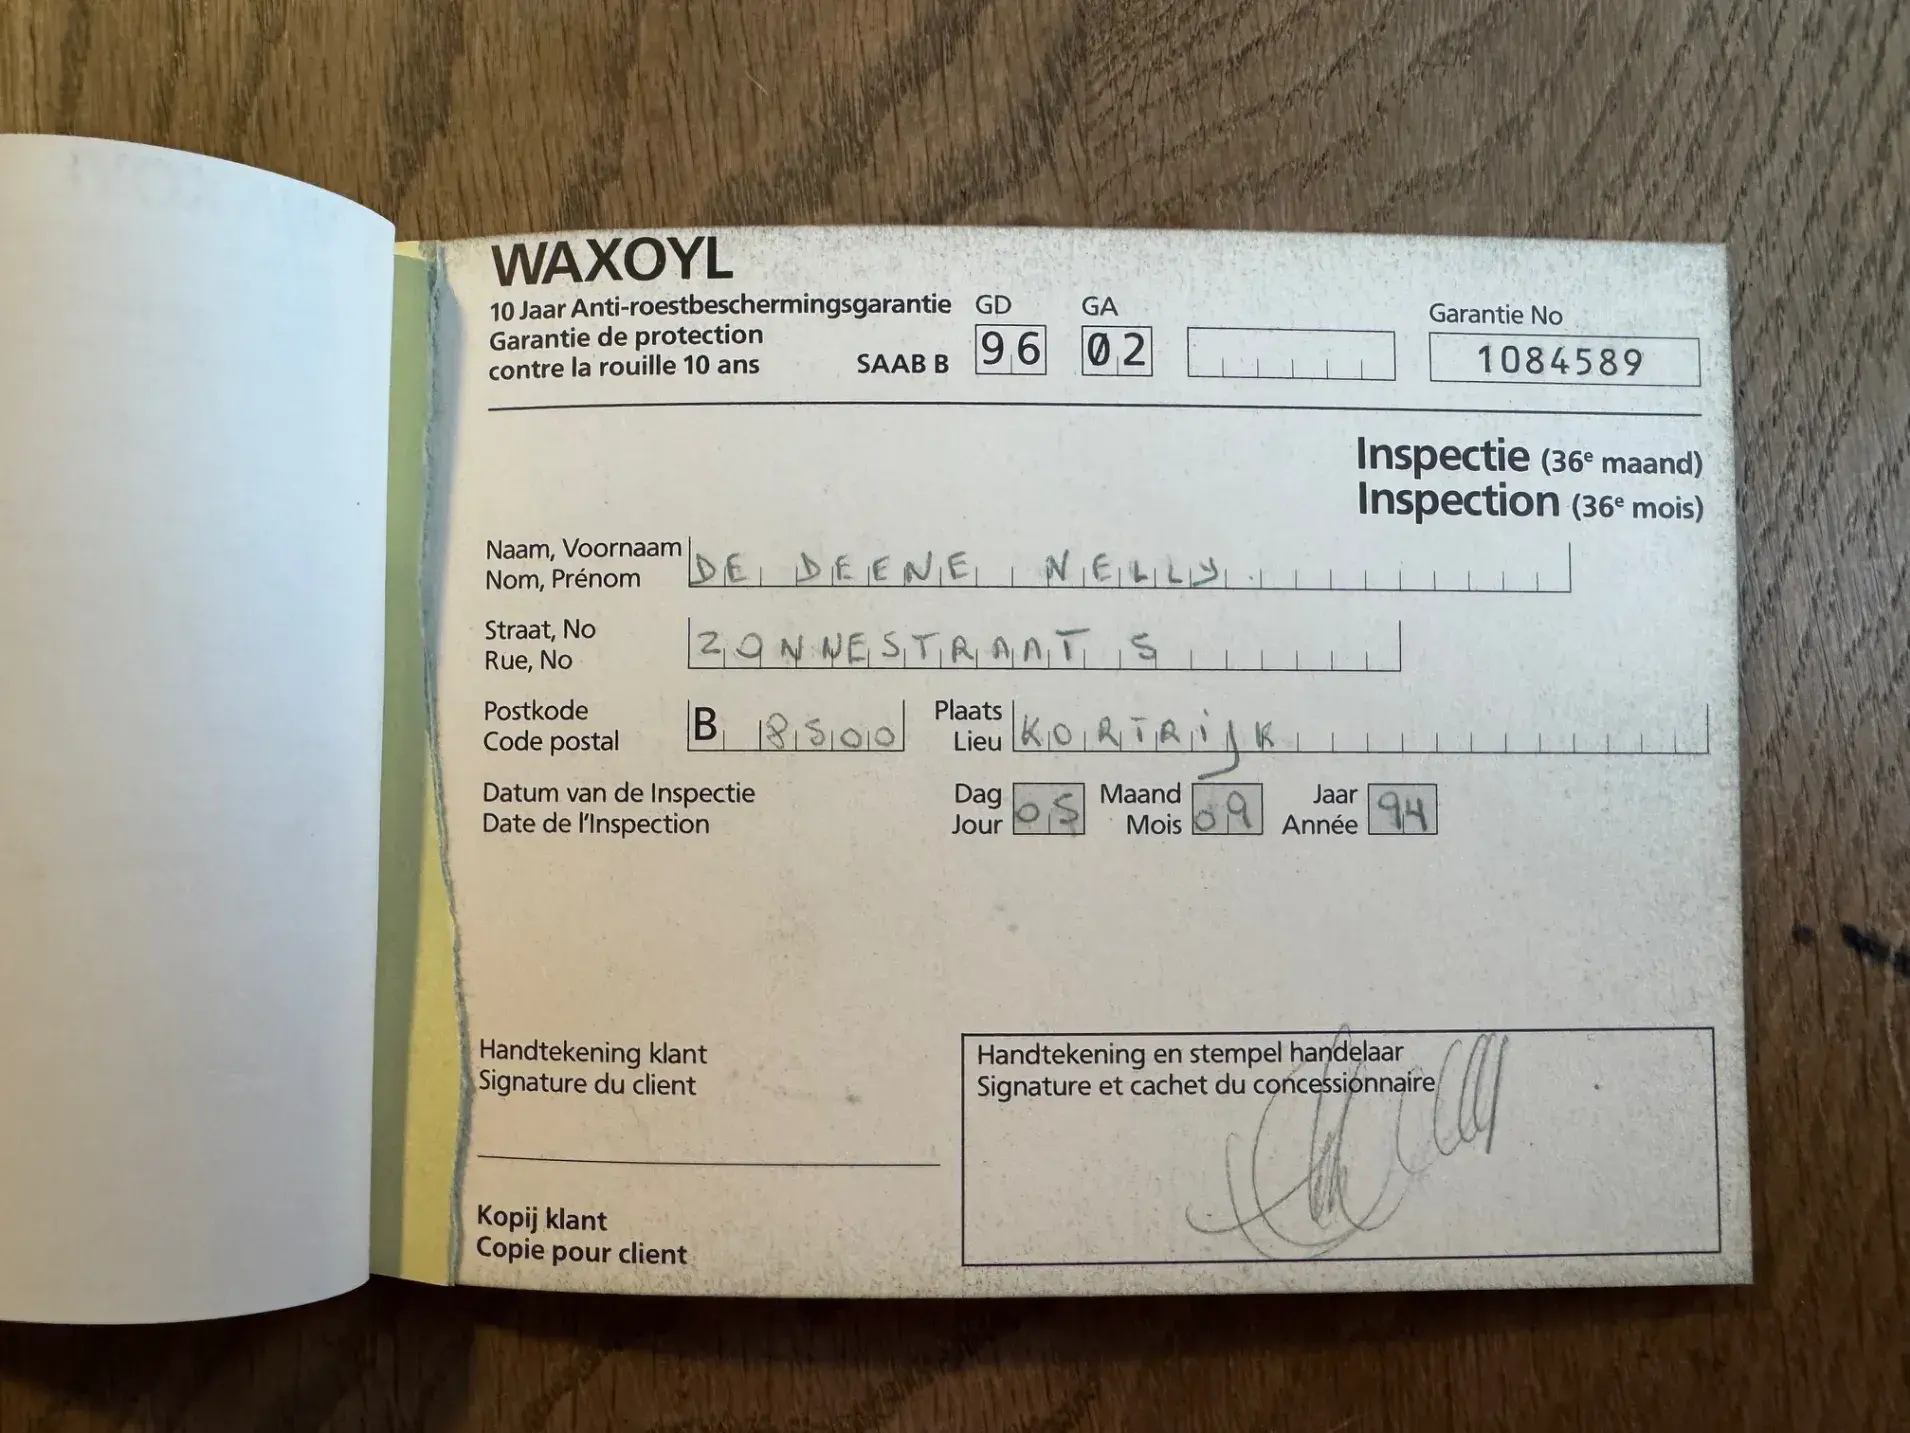 WAXOYL
10 Jaar Anti-roestbeschermingsgarantie
Garantie de protection
contre la rouille 10 ans
SAAB B
GD
96
GA
02
Garantie No
1084589
Inspectie (36e maand)
Inspection (36e mois)
Naam, Voornaam
Nom, Prénom
DE DEENE NELLY.
Straat, No
Rue, No
ZONNESTRAAT 5
Postkode
Code postal
B 8500
Plaats
Lieu
KORTRijK
Datum van de Inspectie
Date de l'Inspection
Dag
Jour
05
Maand
Mois
09
Jaar
Année
94
Handtekening klant
Signature du client
Handtekening en stempel handelaar
Signature et cachet du concessionnaire
Kopij klant
Copie pour client